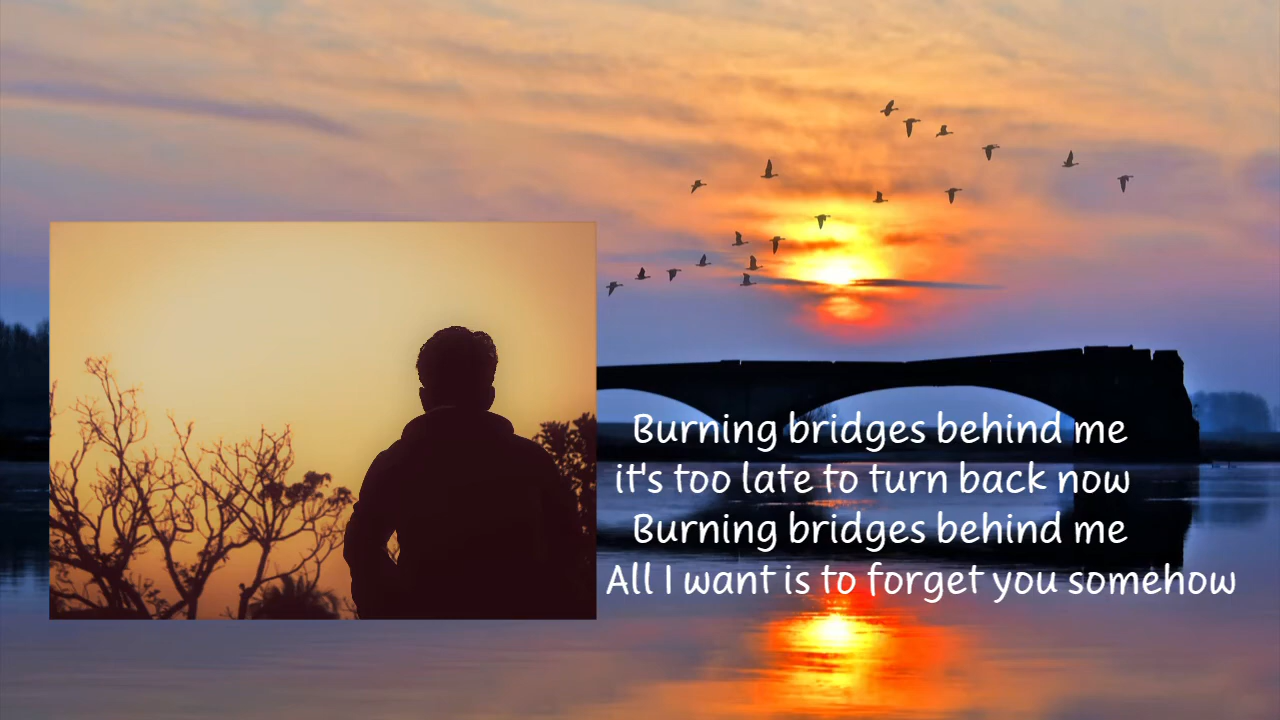 Burning bridges behind me
it's too late to turn back now
Burning bridges behind me
All I want is to forget you somehow